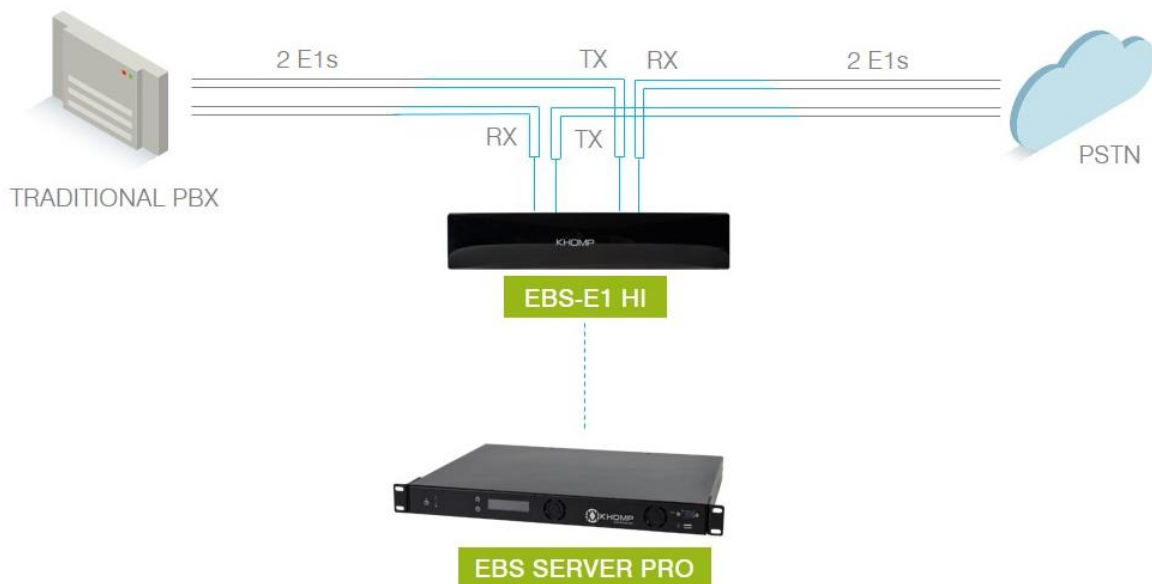 2 E1s
TX
RX
2 E1s
RX
TX
TRADITIONAL PBX
PSTN
KHOMP
EBS-E1 HI
KHOMP
EBS SERVER PRO